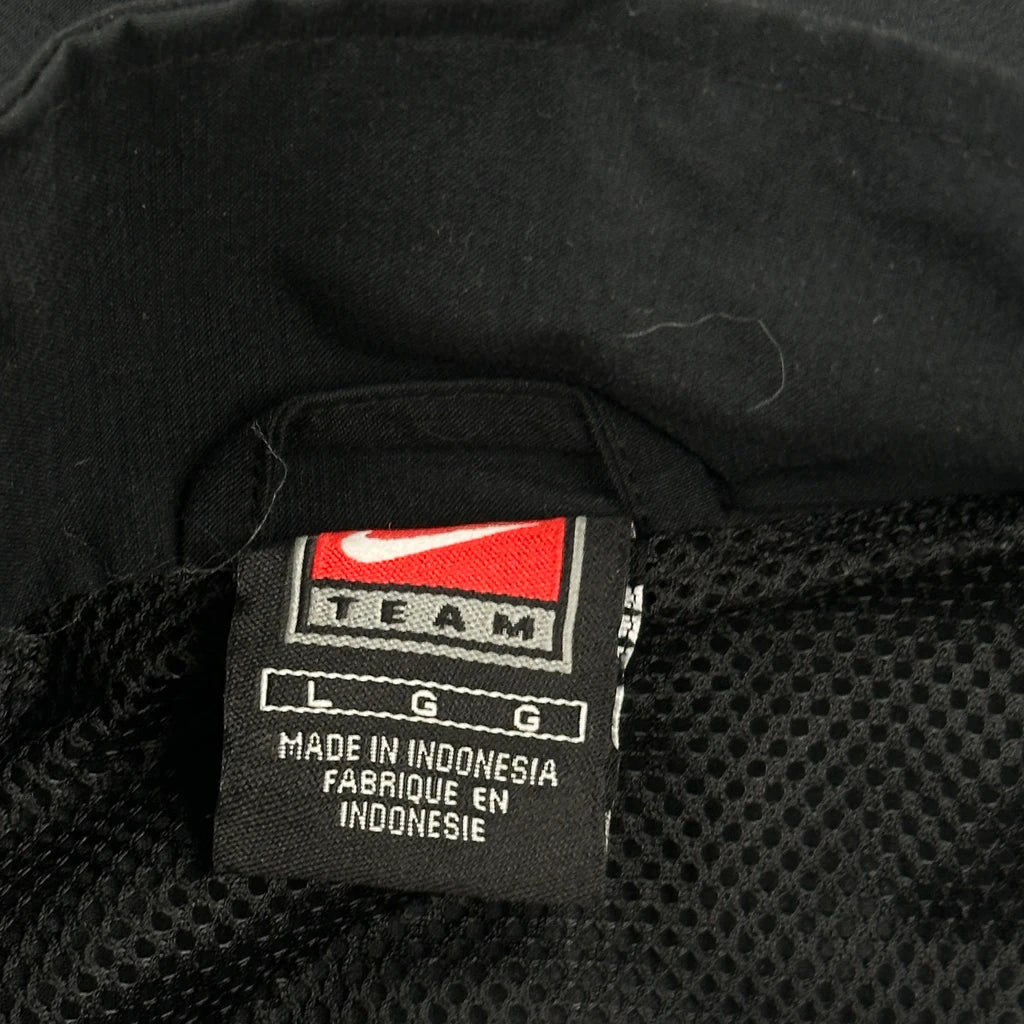 TEAM
L G G
MADE IN INDONESIA
FABRIQUE EN
INDONESIE